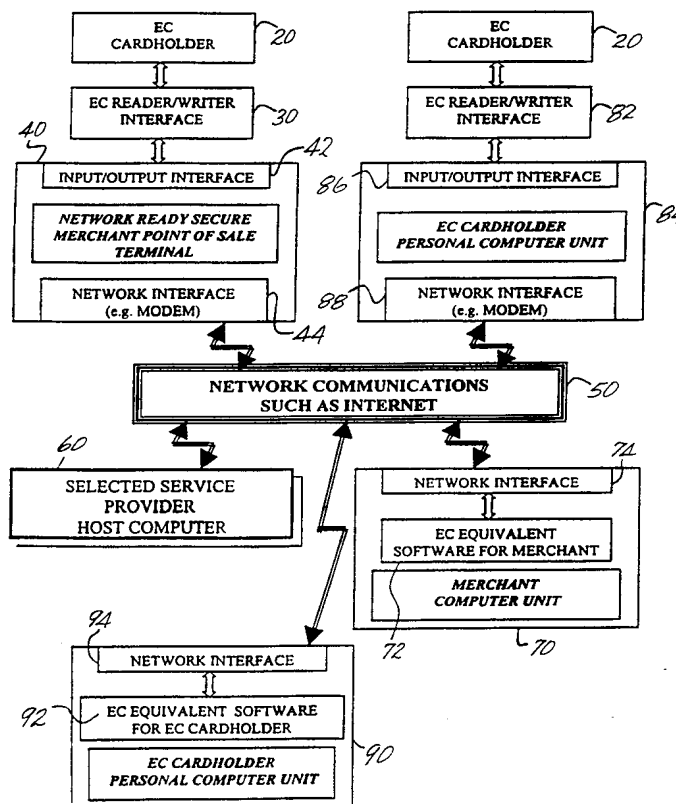 EC
CARDHOLDER
20
EC
CARDHOLDER
20
EC READER/WRITER
INTERFACE
30
EC READER/WRITER
INTERFACE
82
40
42
INPUT/OUTPUT INTERFACE
NETWORK READY SECURE
MERCHANT POINT OF SALE
TERMINAL
NETWORK INTERFACE
(e.g. MODEM)
44
86
INPUT/OUTPUT INTERFACE
84
EC CARDHOLDER
PERSONAL COMPUTER UNIT
88
NETWORK INTERFACE
(e.g. MODEM)
NETWORK COMMUNICATIONS
SUCH AS INTERNET
50
60
SELECTED SERVICE
PROVIDER
HOST COMPUTER
74
NETWORK INTERFACE
EC EQUIVALENT
SOFTWARE FOR MERCHANT
MERCHANT
COMPUTER UNIT
72
70
94
NETWORK INTERFACE
92
EC EQUIVALENT SOFTWARE
FOR EC CARDHOLDER
90
EC CARDHOLDER
PERSONAL COMPUTER UNIT